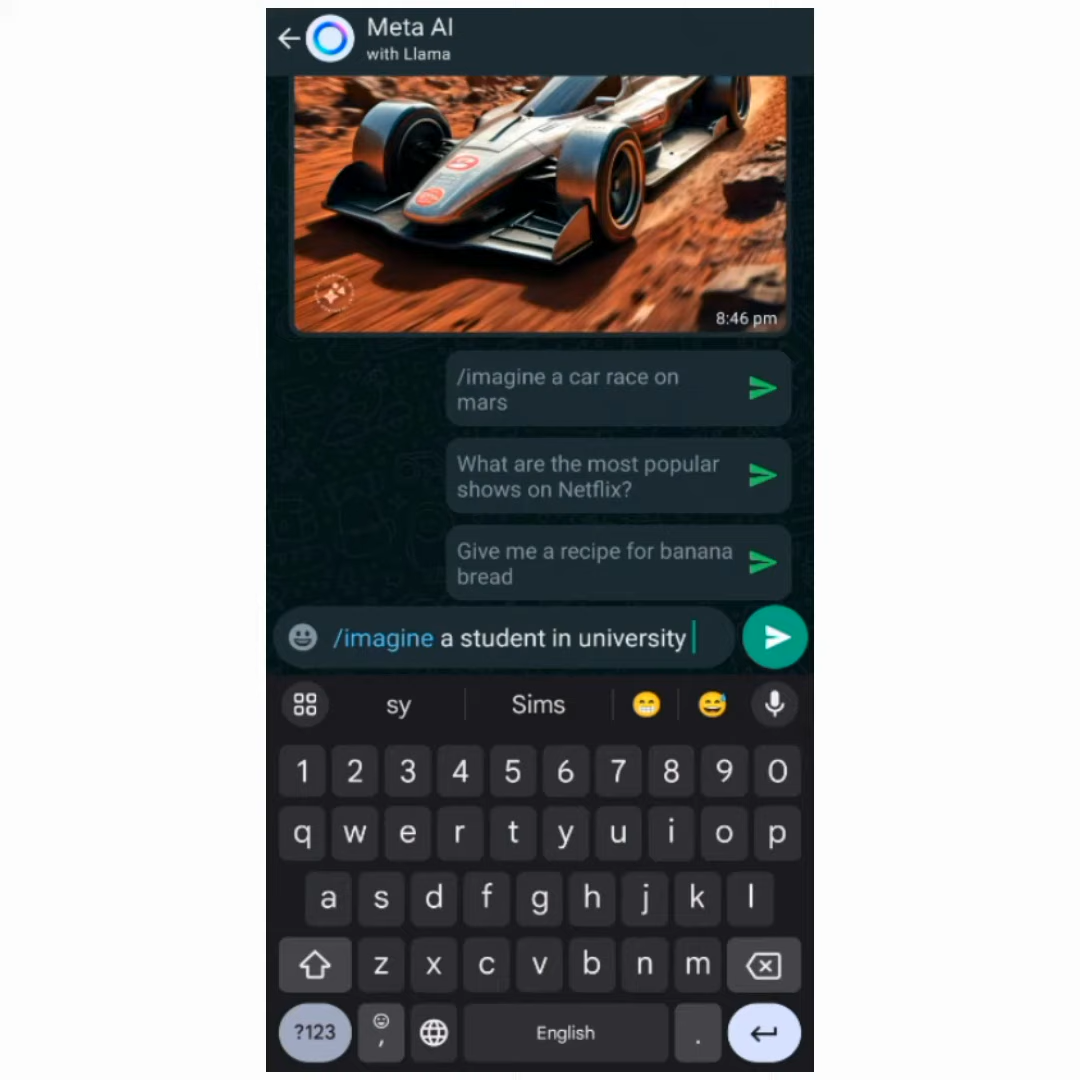 Meta AI
with Llama
8:46 pm
/imagine a car race on
mars
What are the most popular
shows on Netflix?
Give me a recipe for banana
bread
/imagine a student in university
sy Sims
1 2 3 4 5 6 7 8 9 0
q w e r t y u i o p
a s d f g h j k l
z x c v b n m
?123 , English .